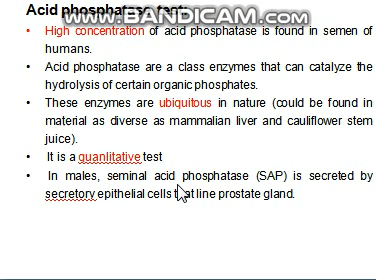 Acid phosphatase test:
www.BANDICAM.com
• High concentration of acid phosphatase is found in semen of
humans.
• Acid phosphatase are a class enzymes that can catalyze the
hydrolysis of certain organic phosphates.
• These enzymes are ubiquitous in nature (could be found in
material as diverse as mammalian liver and cauliflower stem
juice).
• It is a quanlitative test
• In males, seminal acid phosphatase (SAP) is secreted by
secretory epithelial cells that line prostate gland.